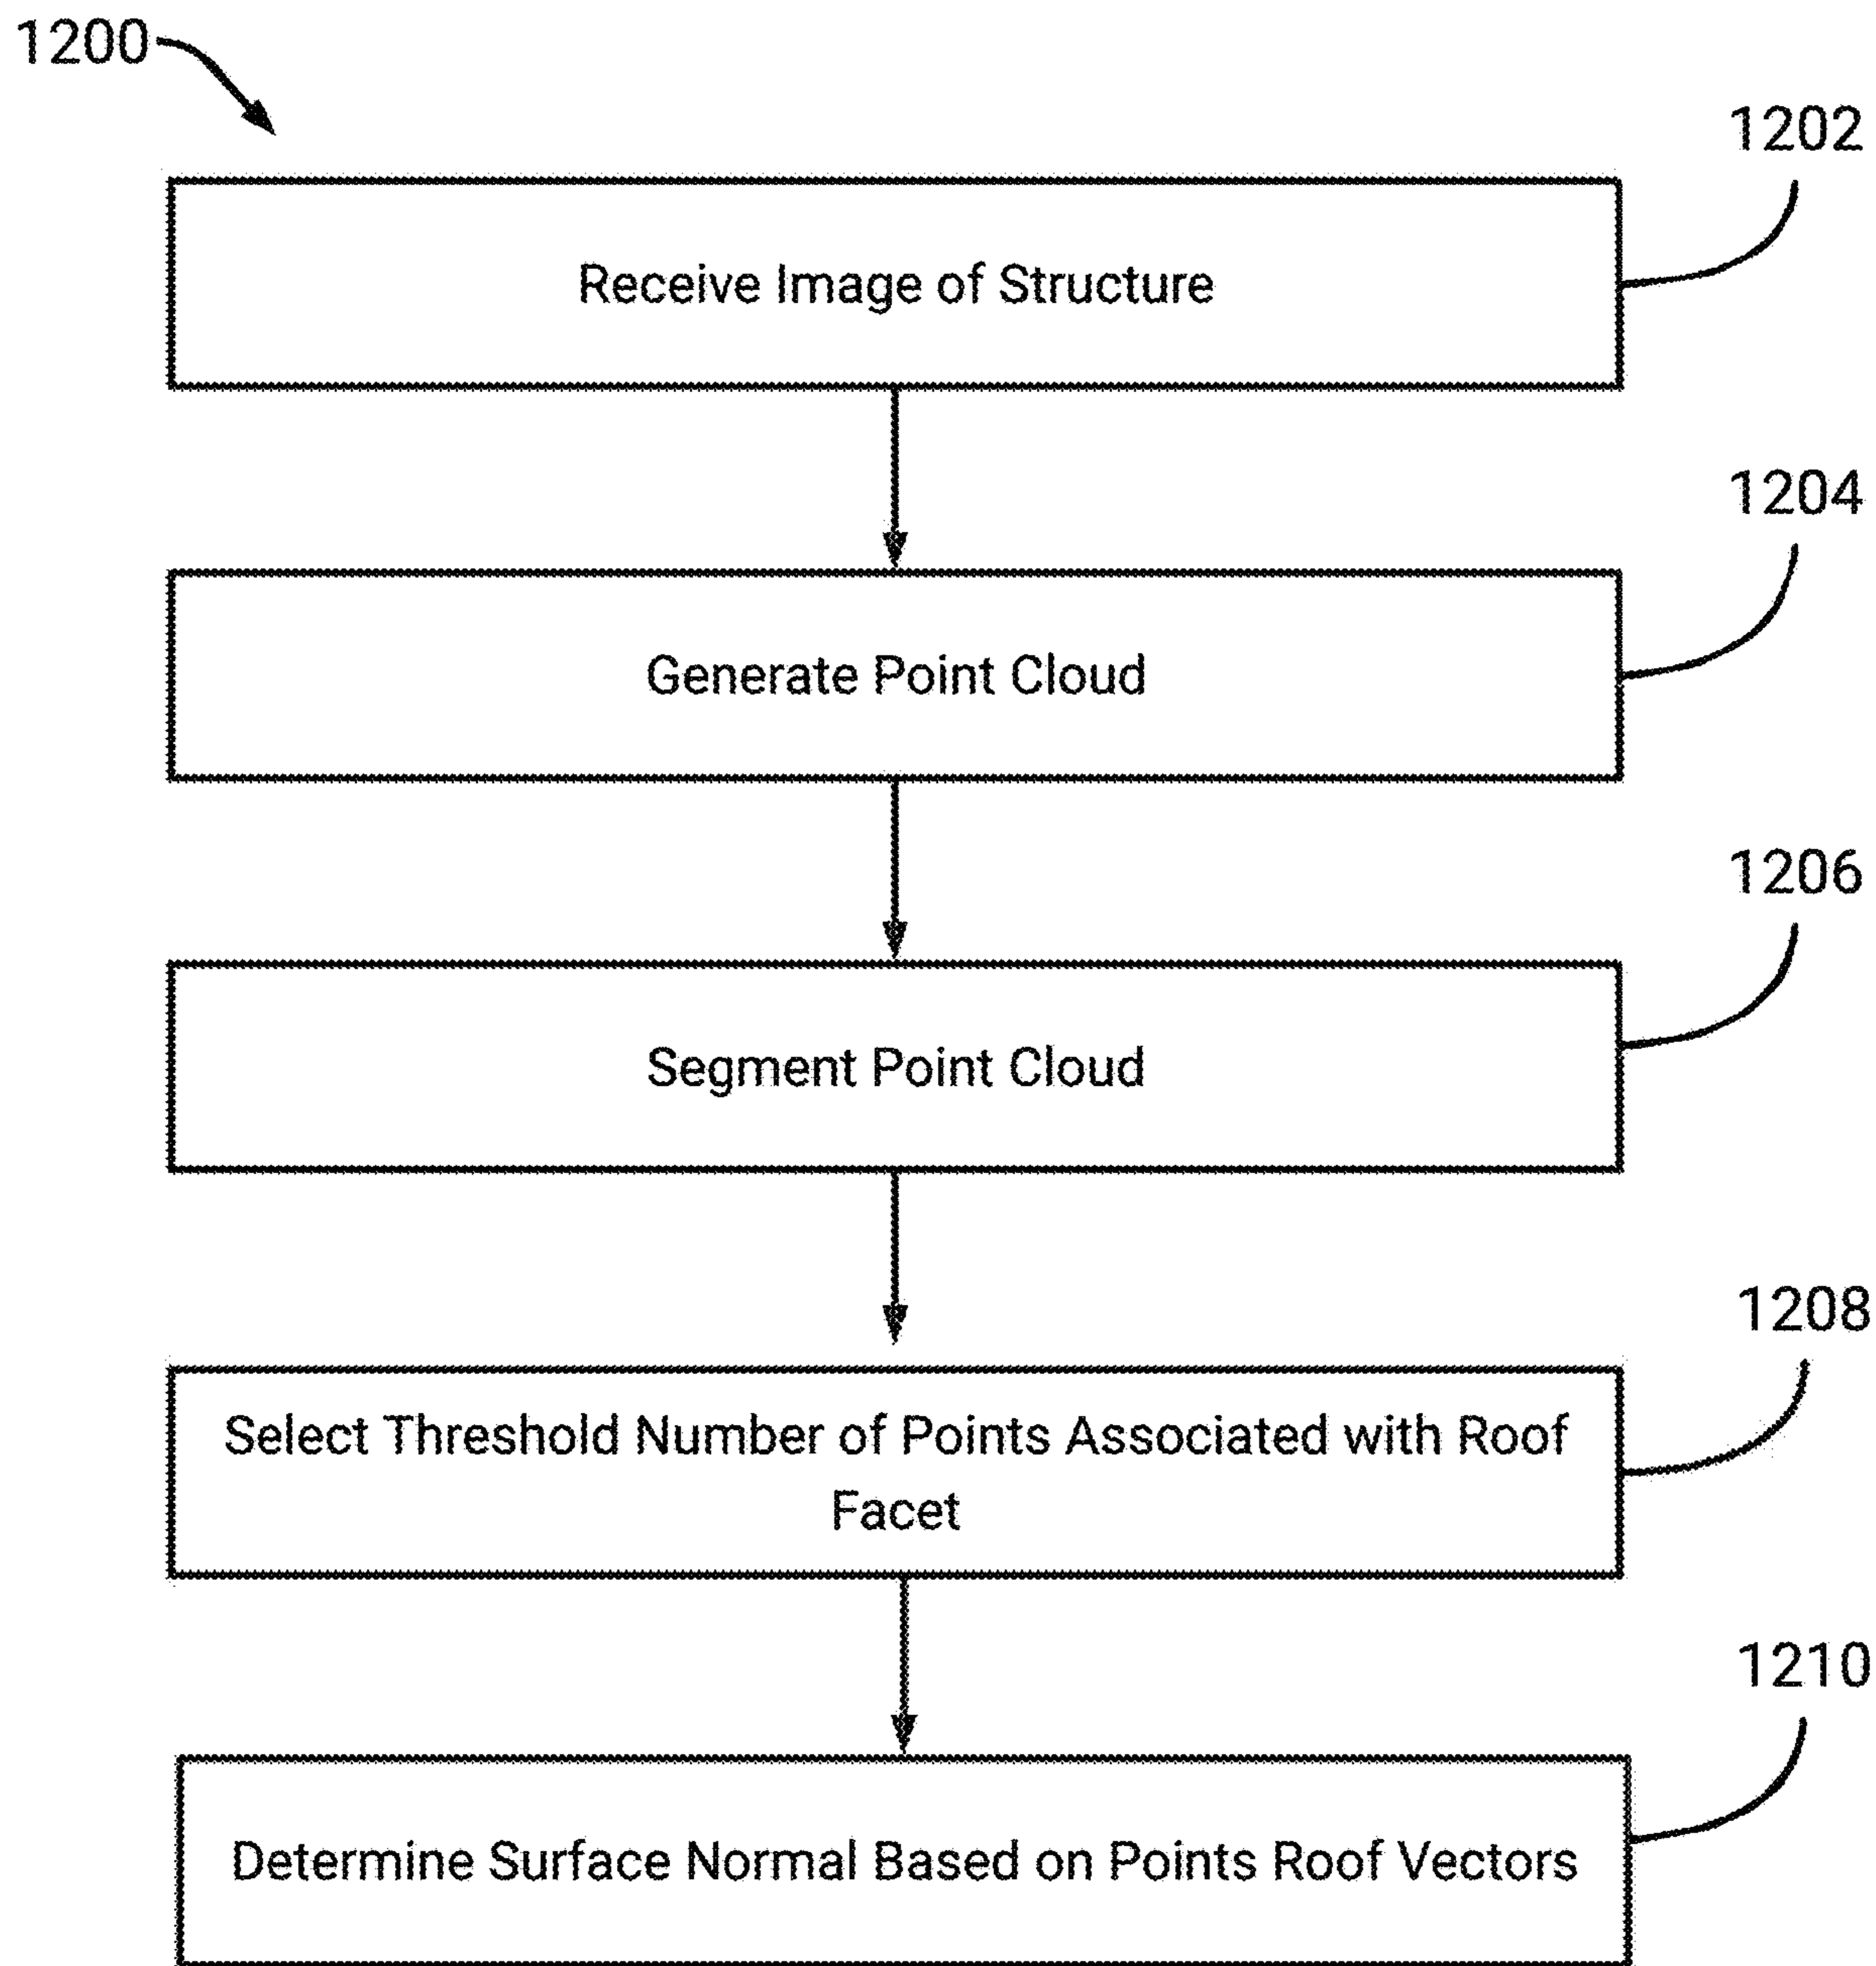 1200
1202
Receive Image of Structure
1204
Generate Point Cloud
1206
Segment Point Cloud
1208
Select Threshold Number of Points Associated with Roof
Facet
1210
Determine Surface Normal Based on Points Roof Vectors